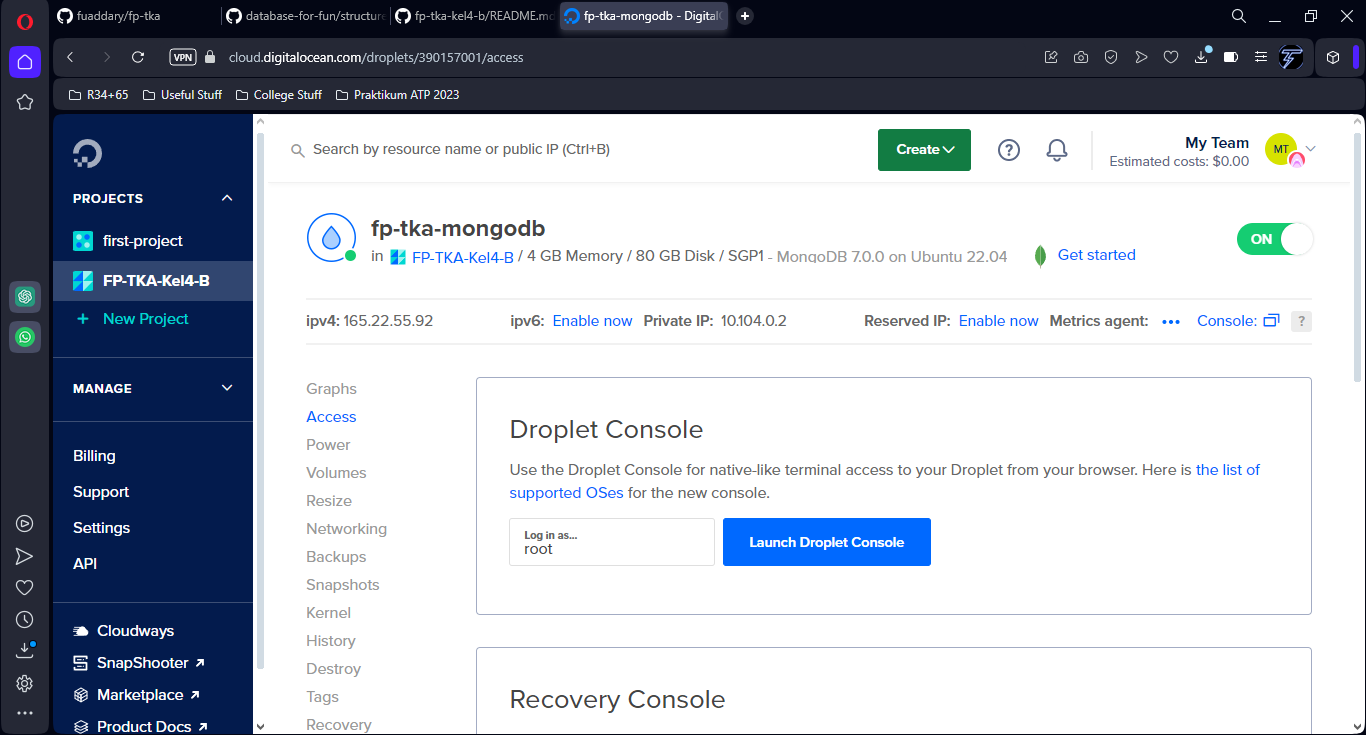 fuaddary/fp-tka
database-for-fun/structure
fp-tka-kel4-b/README.md
fp-tka-mongodb - DigitalO
VPN
cloud.digitalocean.com/droplets/390157001/access
R34+65
Useful Stuff
College Stuff
Praktikum ATP 2023
Search by resource name or public IP (Ctrl+B)
Create
?
My Team
Estimated costs: $0.00
MT
PROJECTS
first-project
FP-TKA-Kel4-B
+ New Project
MANAGE
Billing
Support
Settings
API
Cloudways
SnapShooter
Marketplace
Product Docs
fp-tka-mongodb
in FP-TKA-Kel4-B / 4 GB Memory / 80 GB Disk / SGP1 - MongoDB 7.0.0 on Ubuntu 22.04
Get started
ON
ipv4: 165.22.55.92
ipv6: Enable now
Private IP: 10.104.0.2
Reserved IP: Enable now
Metrics agent:
Console:
?
Graphs
Access
Power
Volumes
Resize
Networking
Backups
Snapshots
Kernel
History
Destroy
Tags
Recovery
Droplet Console
Use the Droplet Console for native-like terminal access to your Droplet from your browser. Here is the list of
supported OSes for the new console.
Log in as...
root
Launch Droplet Console
Recovery Console